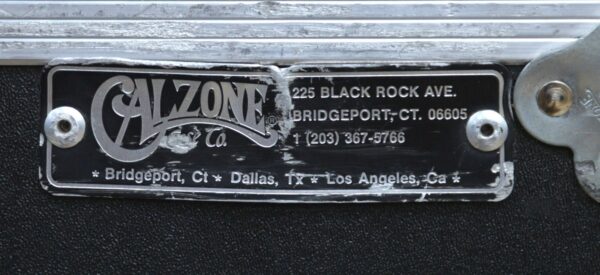 CALZONE®
Co.
225 BLACK ROCK AVE.
BRIDGEPORT, CT. 06605
1 (203) 367-5766
* Bridgeport, Ct * Dallas, Tx * Los Angeles, Ca *